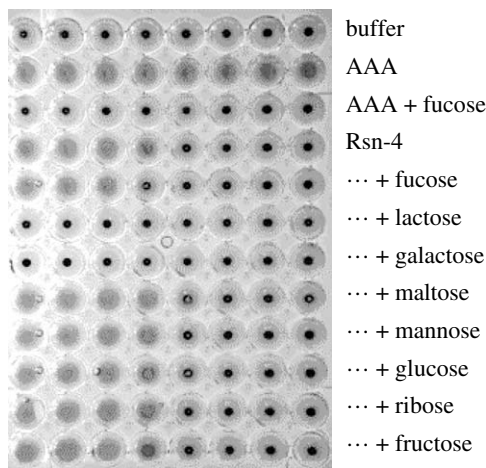 buffer
AAA
AAA + fucose
Rsn-4
··· + fucose
··· + lactose
··· + galactose
··· + maltose
··· + mannose
··· + glucose
··· + ribose
··· + fructose